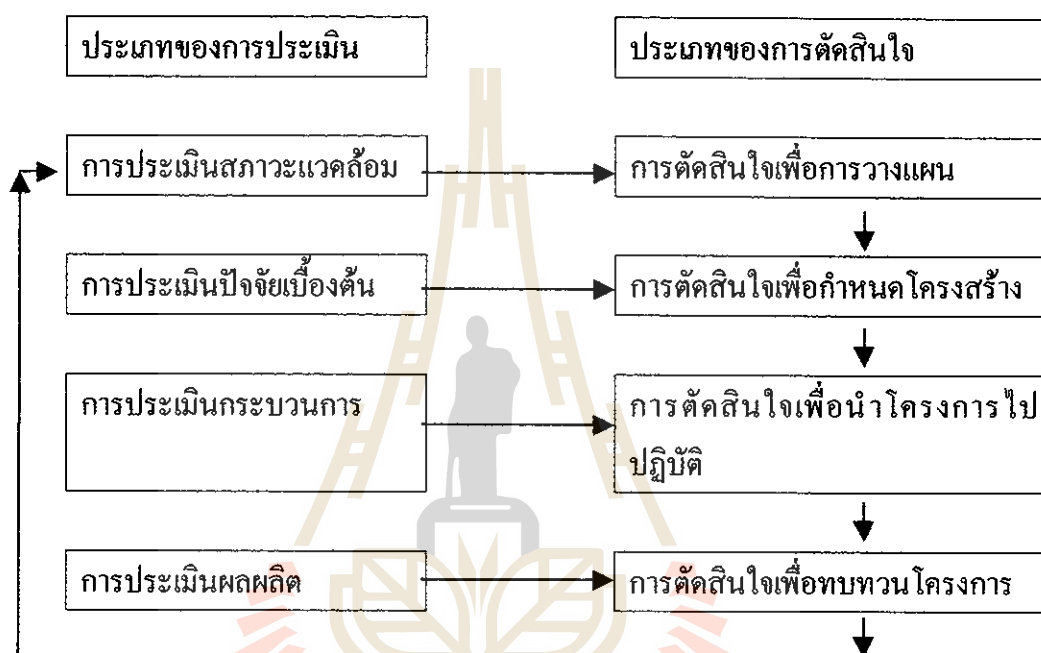 ประเภทของการประเมิน
ประเภทของการตัดสินใจ
การประเมินสภาวะแวดล้อม
การตัดสินใจเพื่อการวางแผน
การประเมินปัจจัยเบื้องต้น
การตัดสินใจเพื่อกำหนดโครงสร้าง
การประเมินกระบวนการ
การตัดสินใจเพื่อนำโครงการไป
ปฏิบัติ
การประเมินผลผลิต
การตัดสินใจเพื่อทบทวนโครงการ